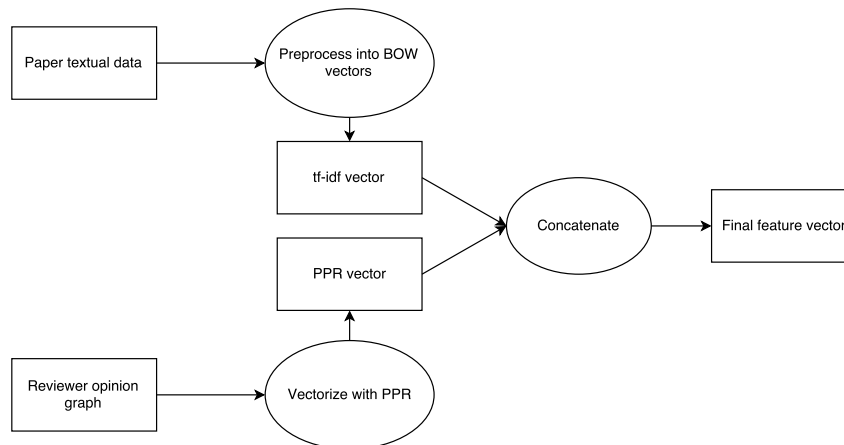 Paper textual data
Preprocess into BOW
vectors
tf-idf vector
Concatenate
Final feature vector
PPR vector
Reviewer opinion
graph
Vectorize with PPR